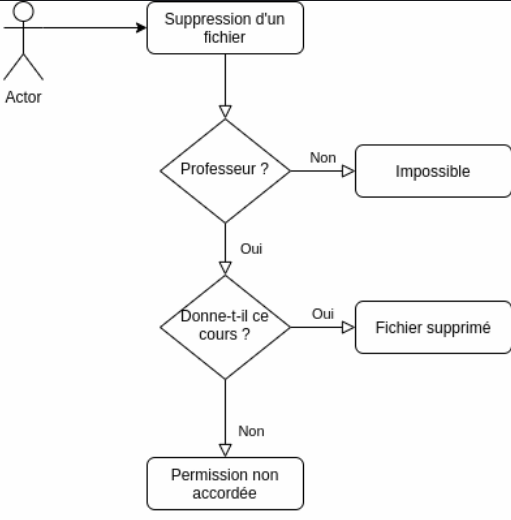 Suppression d'un
fichier
Actor
Professeur ?
Non
Impossible
Oui
Donne-t-il ce
cours ?
Oui
Fichier supprimé
Non
Permission non
accordée